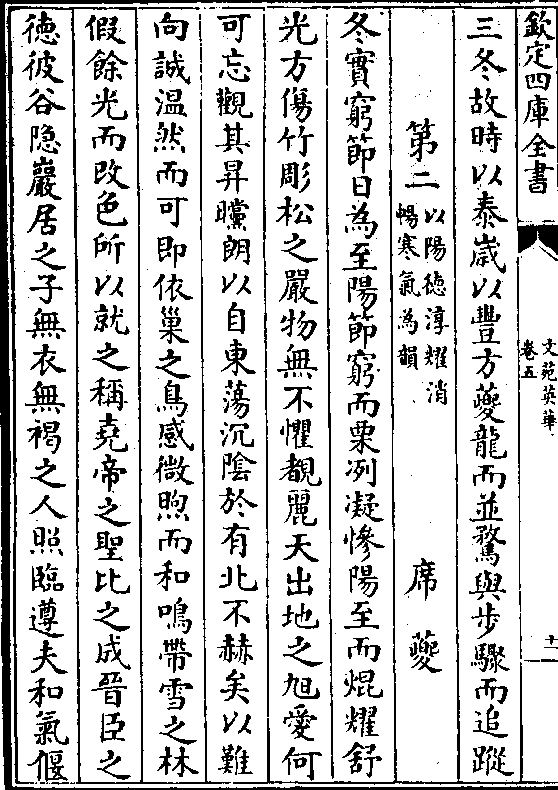 欽定四庫全書
文苑英華
卷五
十一
三冬故時以泰歲以豐方夔龍而並騖與步驟而追蹤
第二以陽徳淳耀消暢寒氣為韻 席夔
冬實窮節日為至陽節窮而栗冽凝慘陽至而焜耀舒
光方傷竹彫松之嚴物無不懼覩麗天出地之旭愛何
可忘觀其昇曭朗以自東蕩沉陰於有北不赫矣以難
向誠温然而可即依巢之鳥感微煦而和鳴帶雪之林
假餘光而改色所以就之稱堯帝之聖比之成晉臣之
徳彼谷隐巖居之子無衣無褐之人照臨遵夫和氣偃